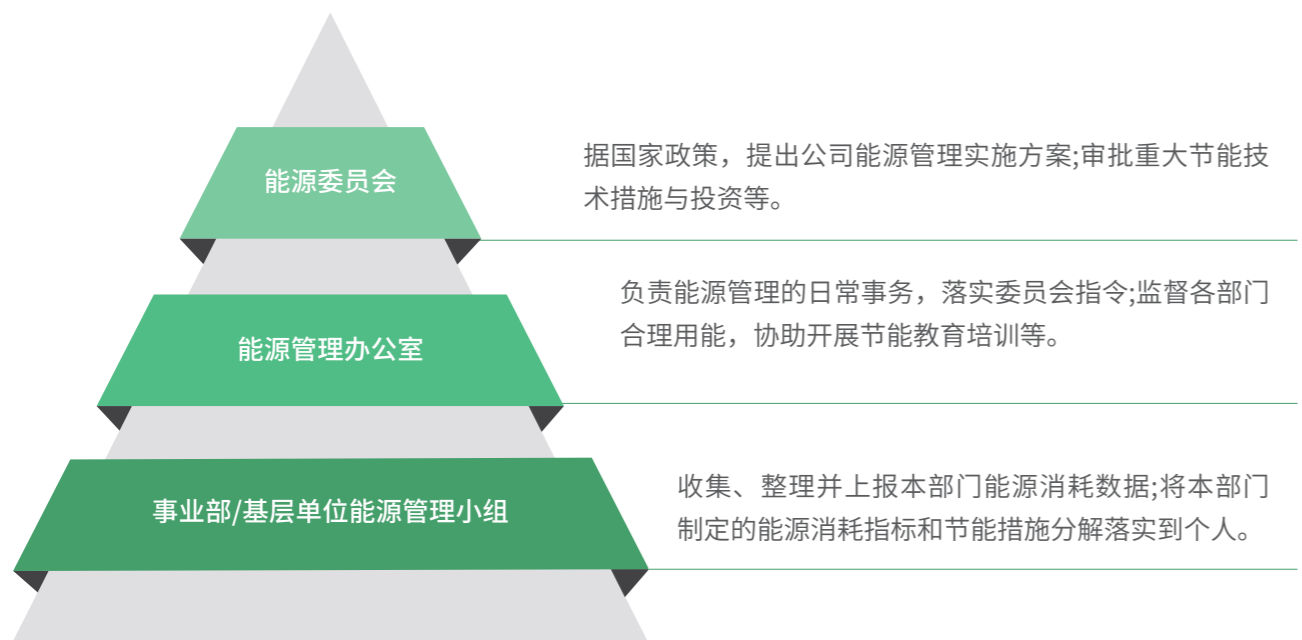 能源委员会
据国家政策，提出公司能源管理实施方案;审批重大节能技
术措施与投资等。
能源管理办公室
负责能源管理的日常事务，落实委员会指令;监督各部门
合理用能，协助开展节能教育培训等。
事业部/基层单位能源管理小组
收集、整理并上报本部门能源消耗数据;将本部门
制定的能源消耗指标和节能措施分解落实到个人。